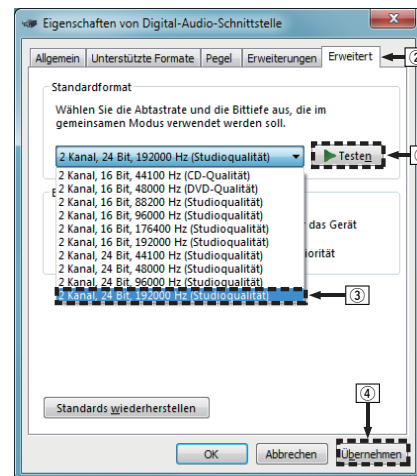 Eigenschaften von Digital-Audio-Schnittstelle
Allgemein Unterstützte Formate Pegel Erweiterungen Erweitert
②
Standardformat
Wählen Sie die Abtastrate und die Bittiefe aus, die im
gemeinsamen Modus verwendet werden soll.
2 Kanal, 24 Bit, 192000 Hz (Studioqualität) Testen
2 Kanal, 16 Bit, 44100 Hz (CD-Qualität)
2 Kanal, 16 Bit, 48000 Hz (DVD-Qualität)
2 Kanal, 16 Bit, 88200 Hz (Studioqualität)
2 Kanal, 16 Bit, 96000 Hz (Studioqualität)
2 Kanal, 16 Bit, 176400 Hz (Studioqualität)
das Gerät
2 Kanal, 16 Bit, 192000 Hz (Studioqualität)
2 Kanal, 24 Bit, 44100 Hz (Studioqualität)
2 Kanal, 24 Bit, 48000 Hz (Studioqualität)
iorität
2 Kanal, 24 Bit, 96000 Hz (Studioqualität)
2 Kanal, 24 Bit, 192000 Hz (Studioqualität)
③
Standards wiederherstellen
④
OK Abbrechen Übernehmen